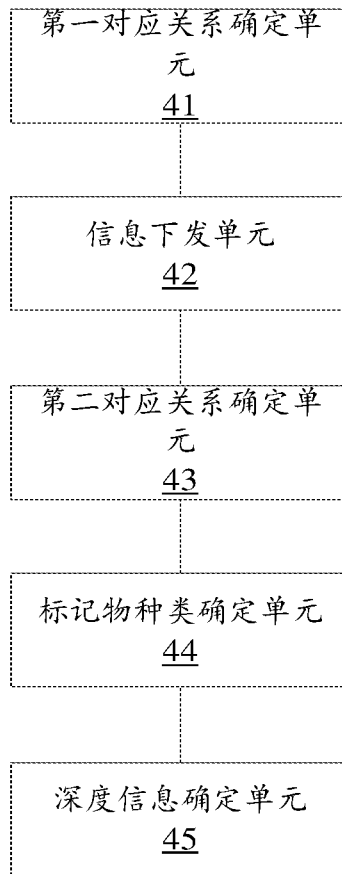 第一对应关系确定单
元
41
信息下发单元
42
第二对应关系确定单
元
43
标记物种类确定单元
44
深度信息确定单元
45